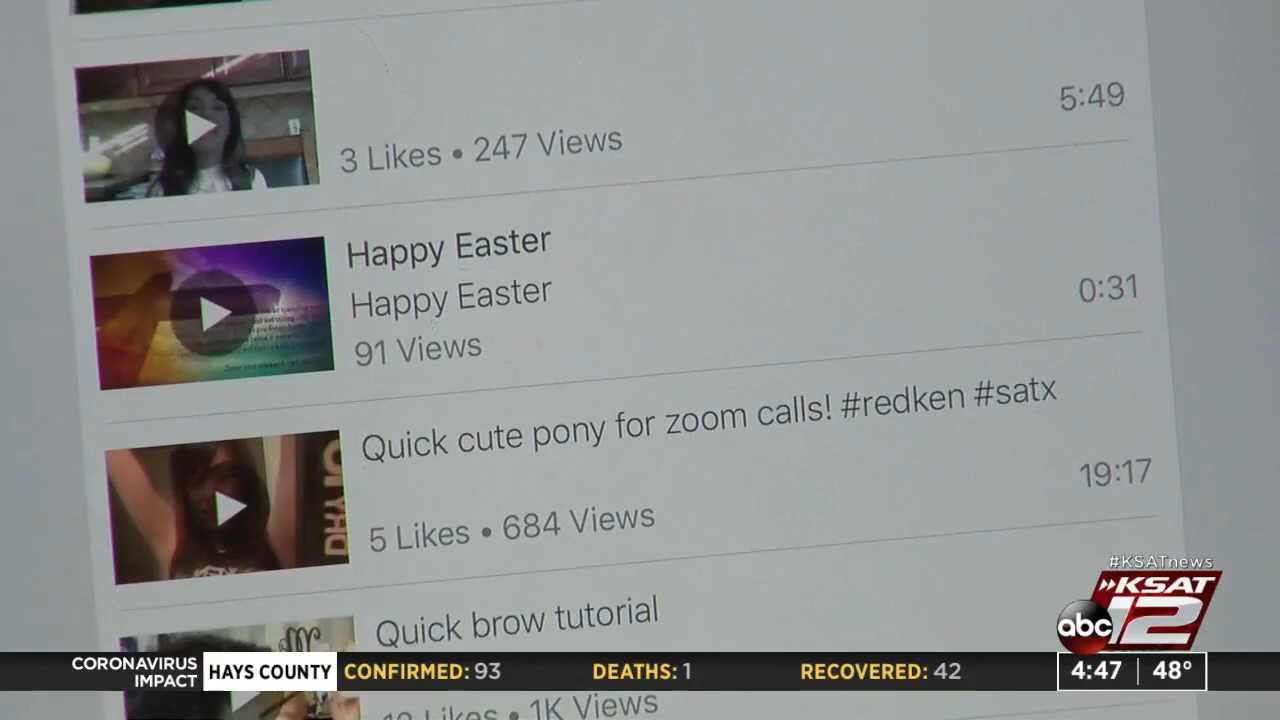 5:49
3 Likes • 247 Views
Happy Easter
Happy Easter
0:31
91 Views
Quick cute pony for zoom calls! #redken #satx
19:17
5 Likes • 684 Views
Quick brow tutorial
Likes • 1K Views
#KSATnews
KSAT
abc 12
CORONAVIRUS IMPACT
HAYS COUNTY
CONFIRMED: 93
DEATHS: 1
RECOVERED: 42
4:47
48°